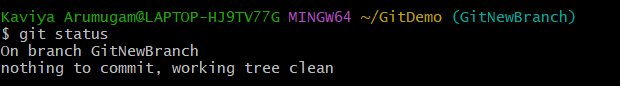 Kaviya Arumugam@LAPTOP-HJ9TV77G MINGW64 ~/GitDemo (GitNewBranch)
$ git status
On branch GitNewBranch
nothing to commit, working tree clean